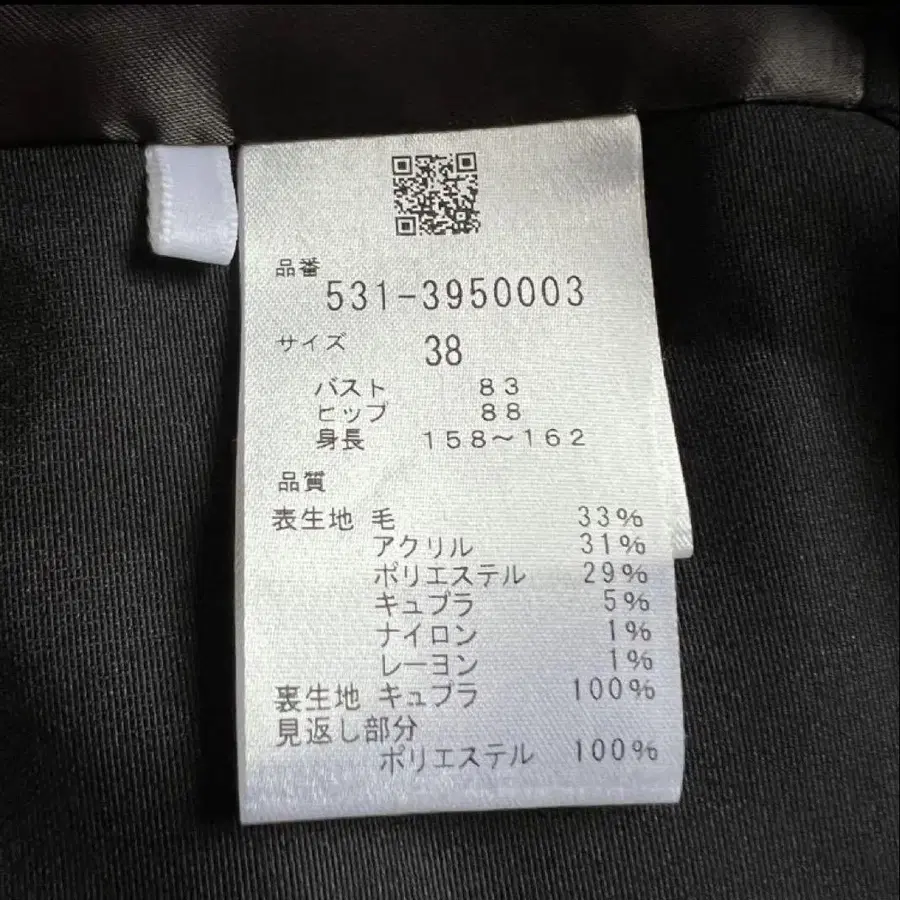 品番
531-3950003
サイズ 38
バスト 83
ヒップ 88
身長 158～162
品質
表生地 毛 33%
アクリル 31%
ポリエステル 29%
キュプラ 5%
ナイロン 1%
レーヨン 1%
裏生地 キュプラ 100%
見返し部分
ポリエステル 100%